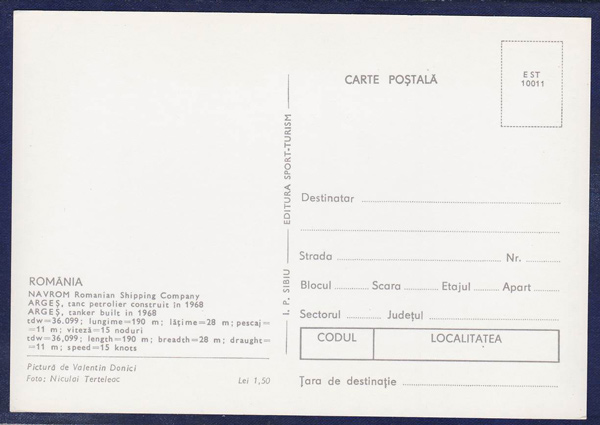 ROMÂNIA
NAVROM Romanian Shipping Company
ARGEȘ, tanc petrolier construit în 1968
ARGEȘ, tanker built in 1968
tdw=36.099; lungime=190 m; lățime=28 m; pescaj=
=11 m; viteză=15 noduri
tdw=36,099; length=190 m; breadth=28 m; draught=
=11 m; speed=15 knots
Pictură de Valentin Donici
Foto: Niculai Terteleac Lei 1,50
I. P. SIBIU EDITURA SPORT-TURISM
CARTE POȘTALĂ
EST
10011
Destinatar
Strada Nr.
Blocul Scara Etajul Apart
Sectorul Județul
CODUL LOCALITATEA
Țara de destinație